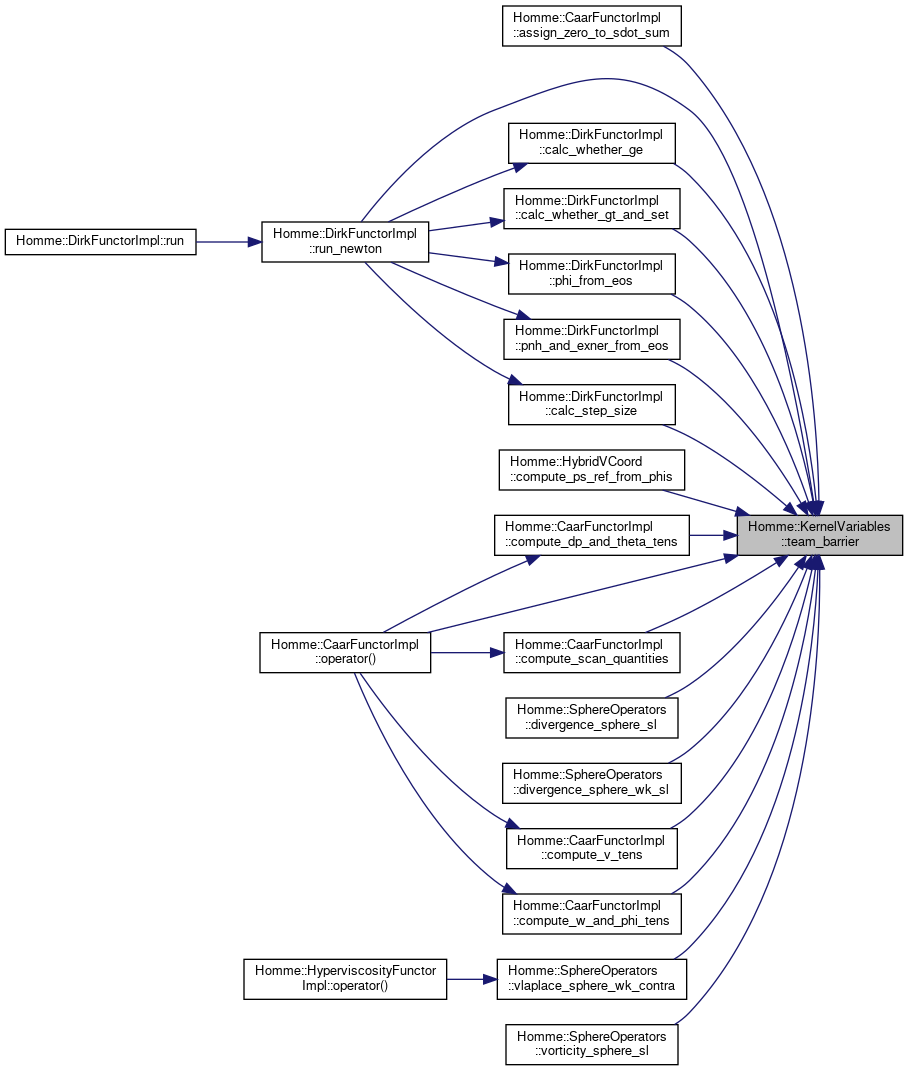 Homme::CaarFunctorImpl
::assign_zero_to_sdot_sum
Homme::DirkFunctorImpl
::calc_whether_ge
Homme::DirkFunctorImpl
::calc_whether_gt_and_set
Homme::DirkFunctorImpl::run
Homme::DirkFunctorImpl
::run_newton
Homme::DirkFunctorImpl
::phi_from_eos
Homme::DirkFunctorImpl
::pnh_and_exner_from_eos
Homme::DirkFunctorImpl
::calc_step_size
Homme::HybridVCoord
::compute_ps_ref_from_phis
Homme::CaarFunctorImpl
::compute_dp_and_theta_tens
Homme::KernelVariables
::team_barrier
Homme::CaarFunctorImpl
::operator()
Homme::CaarFunctorImpl
::compute_scan_quantities
Homme::SphereOperators
::divergence_sphere_sl
Homme::SphereOperators
::divergence_sphere_wk_sl
Homme::CaarFunctorImpl
::compute_v_tens
Homme::CaarFunctorImpl
::compute_w_and_phi_tens
Homme::HyperviscosityFunctor
Impl::operator()
Homme::SphereOperators
::vlaplace_sphere_wk_contra
Homme::SphereOperators
::vorticity_sphere_sl